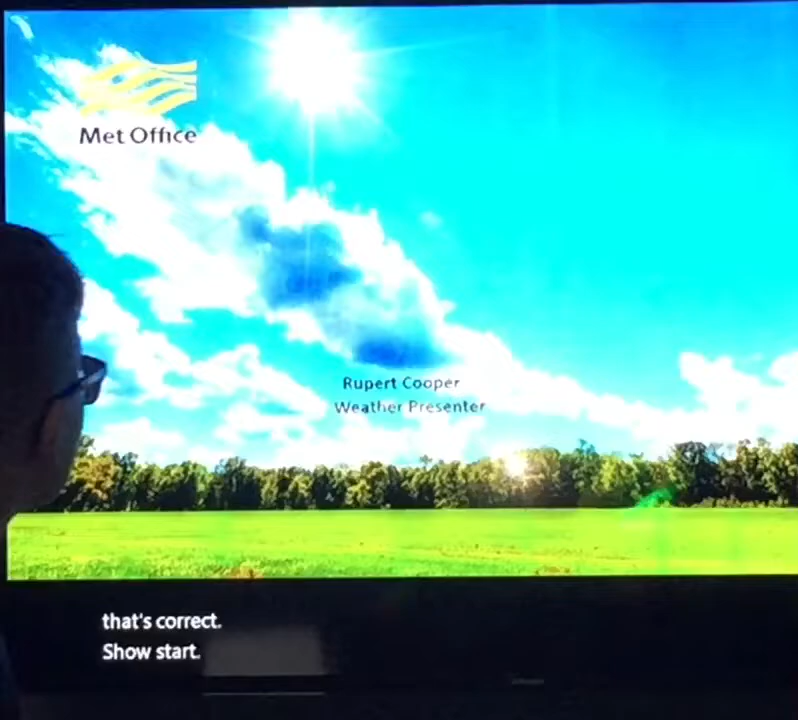 Met Office
Rupert Cooper
Weather Presenter
that's correct.
Show start.